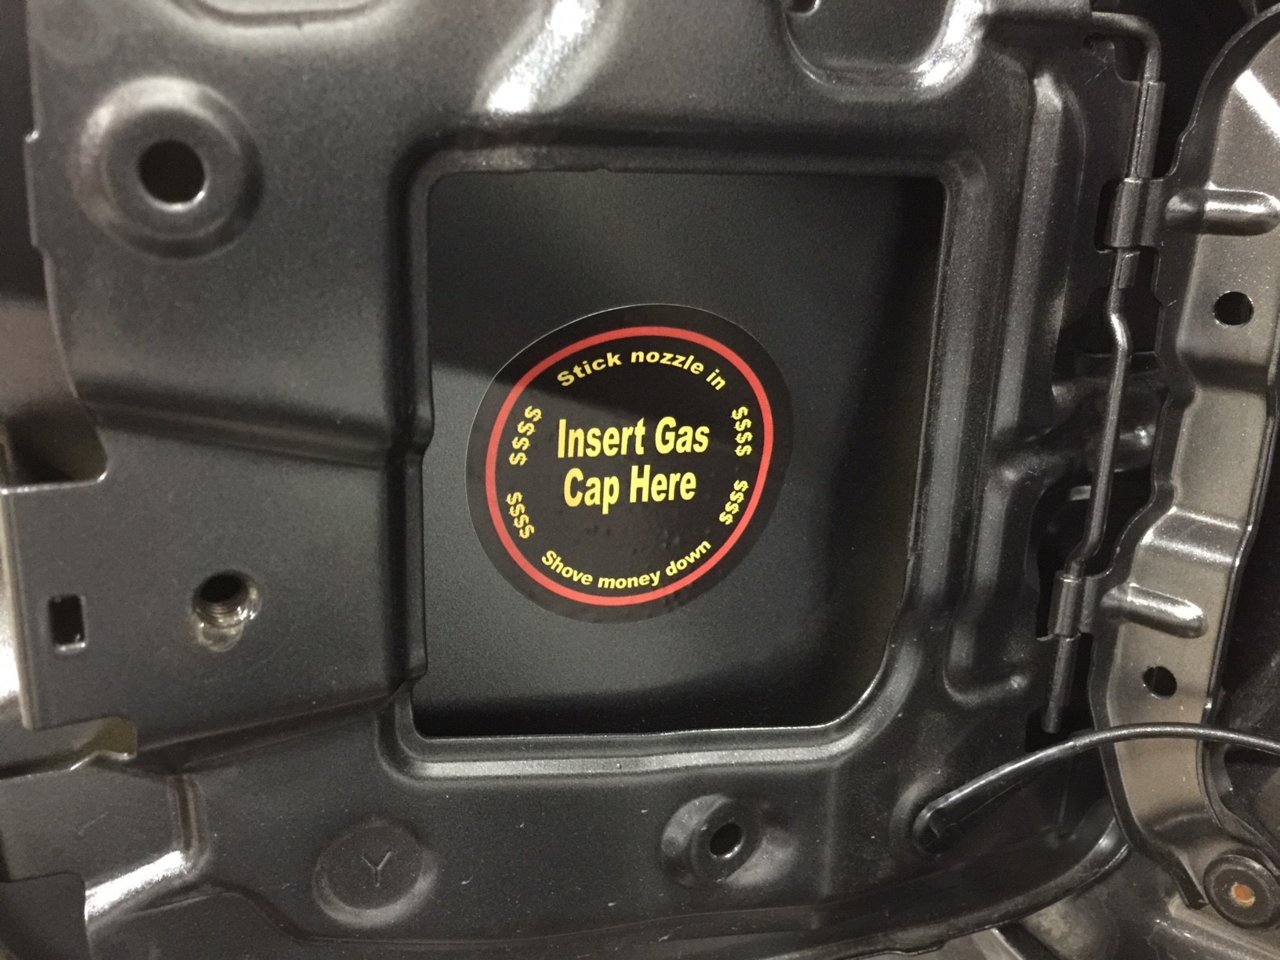 Stick nozzle in
$$$$ $$$$
Insert Gas
Cap Here
$$$$ $$$$
Shove money down
Y